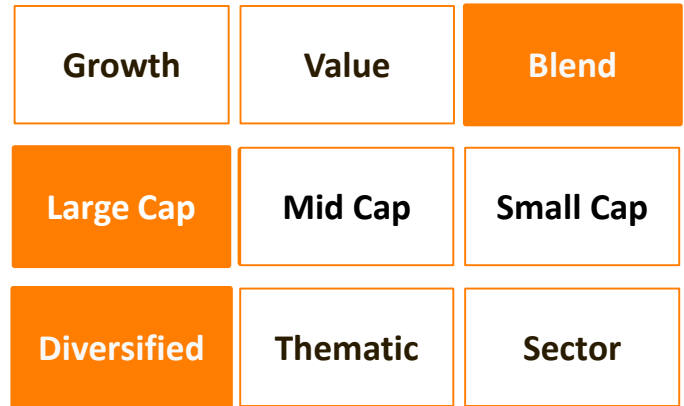 Growth Value Blend
Large Cap Mid Cap Small Cap
Diversified Thematic Sector